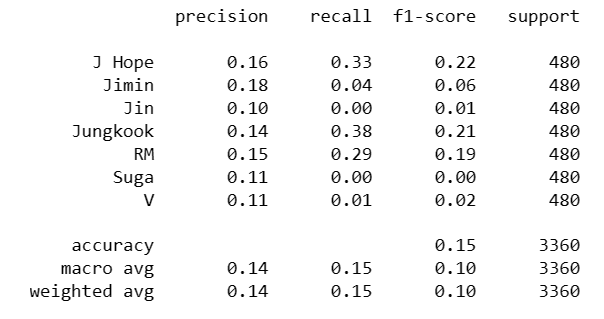 precision recall f1-score support
J Hope 0.16 0.33 0.22 480
Jimin 0.18 0.04 0.06 480
Jin 0.10 0.00 0.01 480
Jungkook 0.14 0.38 0.21 480
RM 0.15 0.29 0.19 480
Suga 0.11 0.00 0.00 480
V 0.11 0.01 0.02 480
accuracy 0.15 3360
macro avg 0.14 0.15 0.10 3360
weighted avg 0.14 0.15 0.10 3360